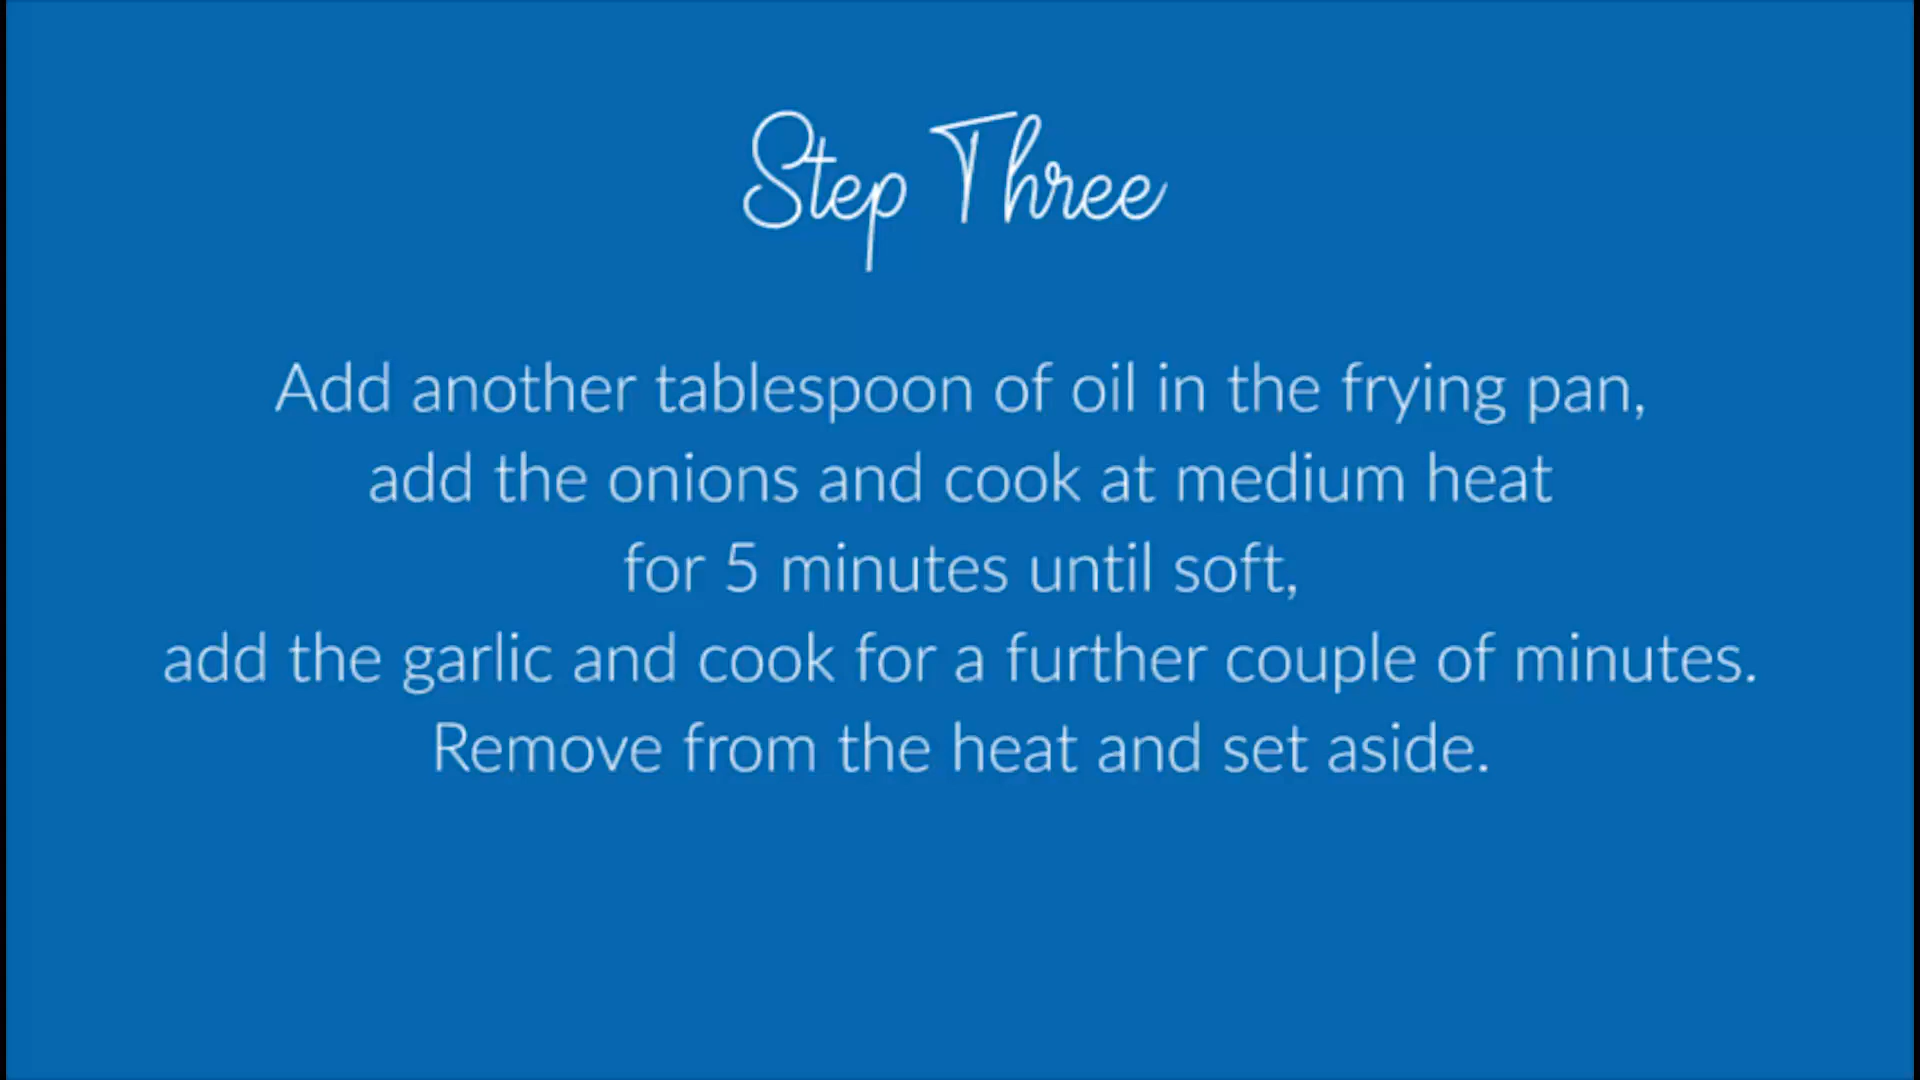 Step Three
Add another tablespoon of oil in the frying pan,
add the onions and cook at medium heat
for 5 minutes until soft,
add the garlic and cook for a further couple of minutes.
Remove from the heat and set aside.